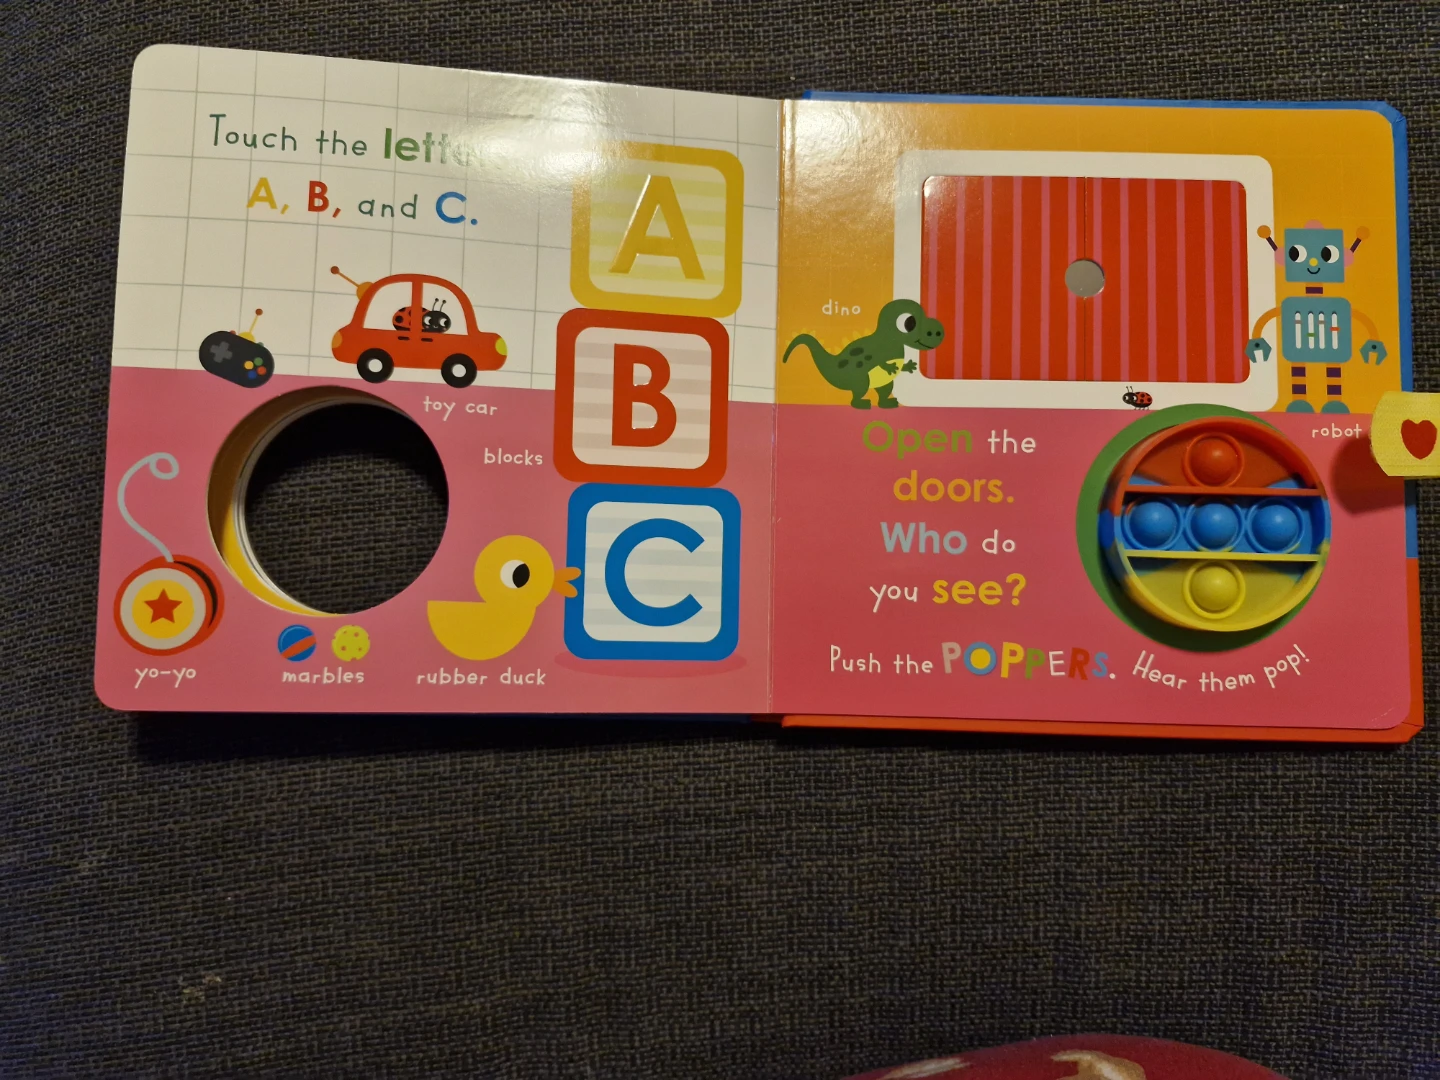 Touch the
A, B, and C.
toy car
blocks
yo-yo
marbles
rubber duck
A
B
C
dino
robot
Open the
doors.
Who do
you see?
Push the POPPERS. Hear them pop!